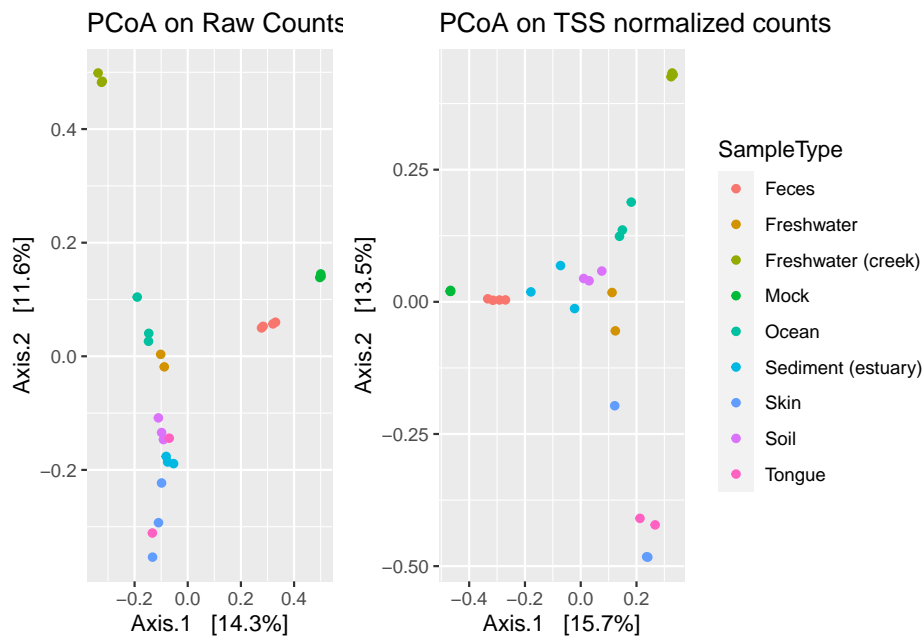 PCoA on Raw Counts
PCoA on TSS normalized counts
Axis.2 [11.6%]
0.4
0.2
0.0
−0.2
−0.2
0.0
0.2
0.4
Axis.1 [14.3%]
Axis.2 [13.5%]
0.25
0.00
−0.25
−0.50
−0.4
−0.2
0.0
0.2
Axis.1 [15.7%]
SampleType
Feces
Freshwater
Freshwater (creek)
Mock
Ocean
Sediment (estuary)
Skin
Soil
Tongue